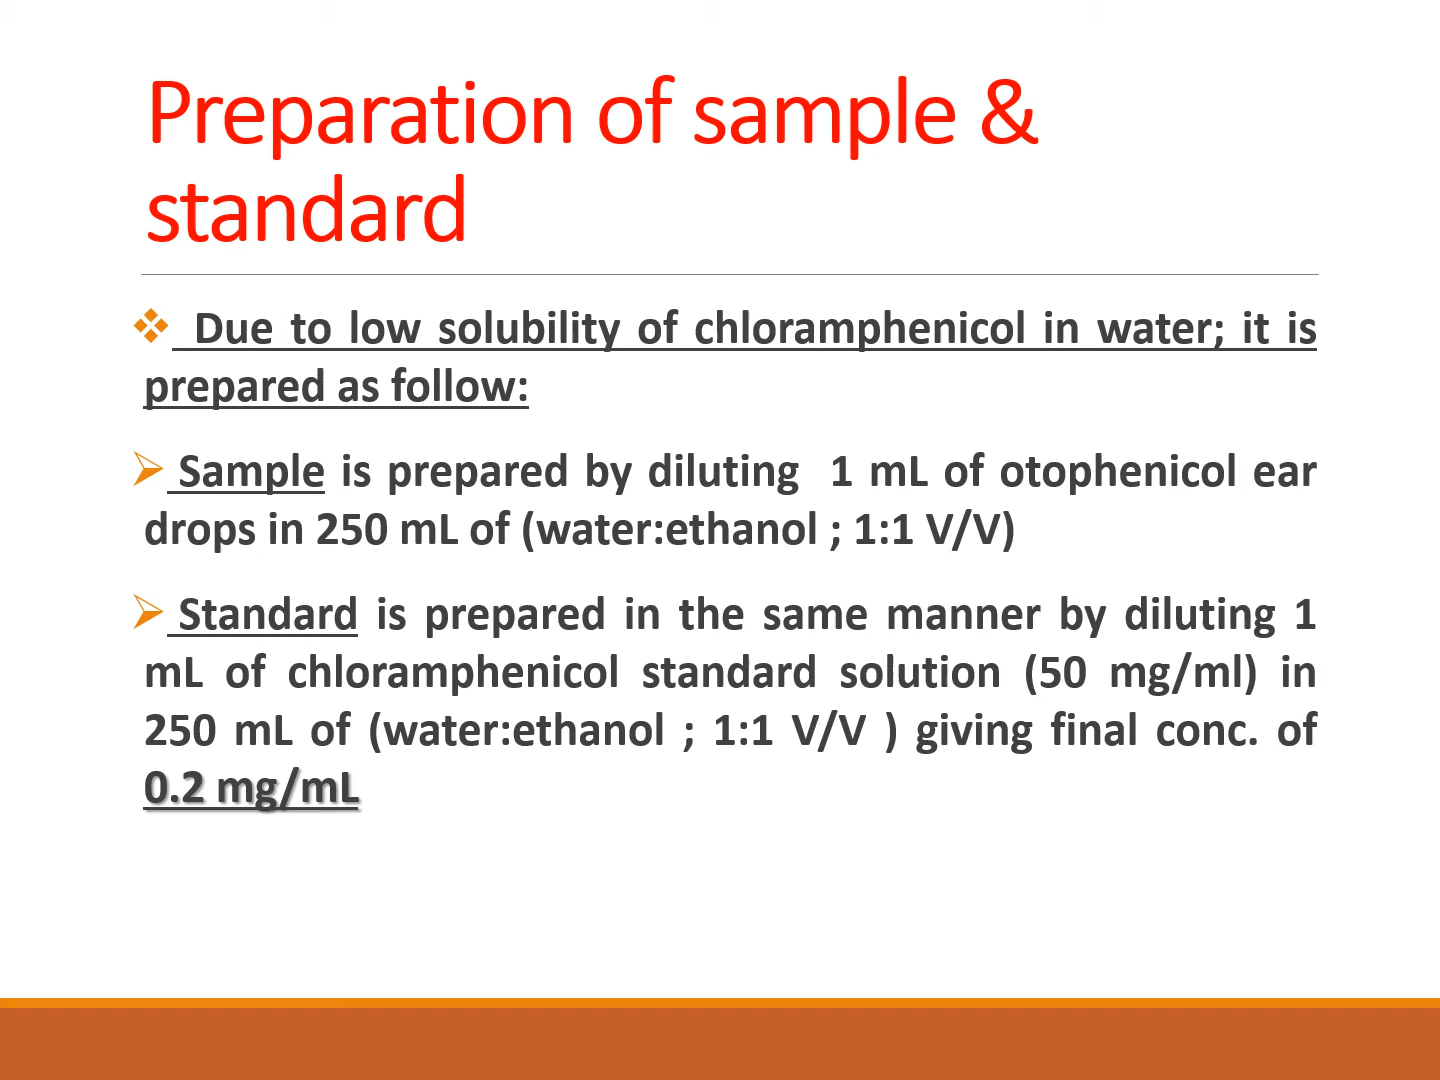 Preparation of sample &
standard
Due to low solubility of chloramphenicol in water; it is
prepared as follow:
Sample is prepared by diluting 1 mL of otophenicol ear
drops in 250 mL of (water:ethanol ; 1:1 V/V)
Standard is prepared in the same manner by diluting 1
mL of chloramphenicol standard solution (50 mg/ml) in
250 mL of (water:ethanol ; 1:1 V/V ) giving final conc. of
0.2 mg/mL